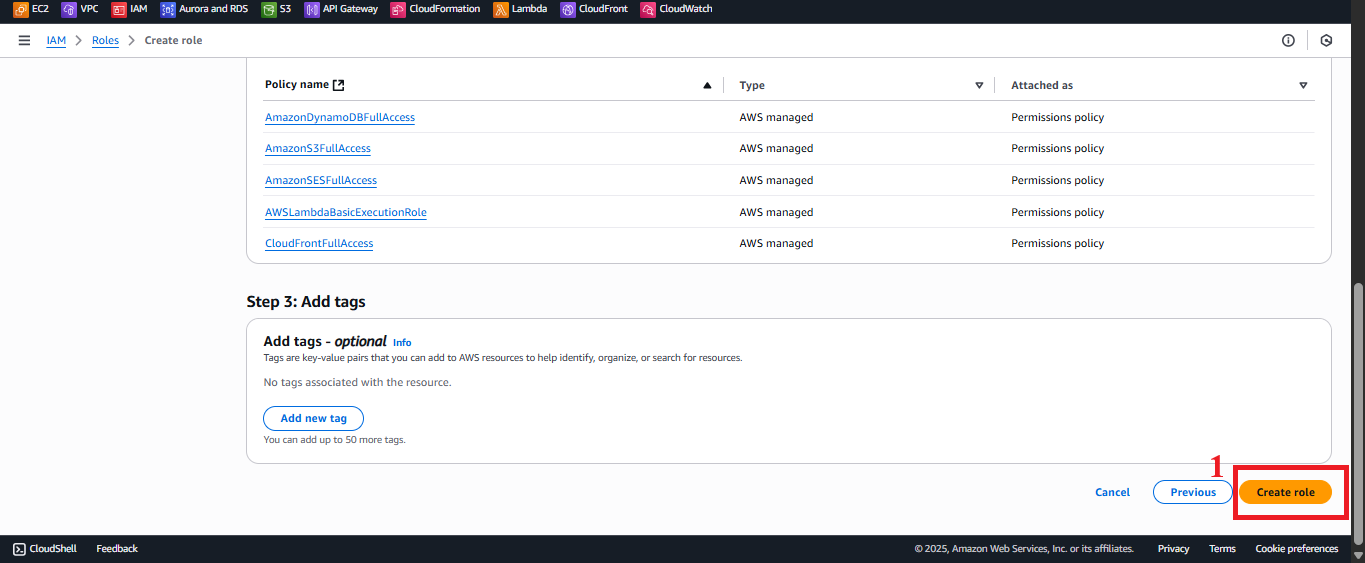 EC2 VPC IAM Aurora and RDS S3 API Gateway CloudFormation Lambda CloudFront CloudWatch
IAM Roles Create role
Policy name Type Attached as
AmazonDynamoDBFullAccess AWS managed Permissions policy
AmazonS3FullAccess AWS managed Permissions policy
AmazonSESFullAccess AWS managed Permissions policy
AWSLambdaBasicExecutionRole AWS managed Permissions policy
CloudFrontFullAccess AWS managed Permissions policy
Step 3: Add tags
Add tags - optional Info
Tags are key-value pairs that you can add to AWS resources to help identify, organize, or search for resources.
No tags associated with the resource.
Add new tag
You can add up to 50 more tags.
1
Cancel Previous Create role
CloudShell Feedback © 2025, Amazon Web Services, Inc. or its affiliates. Privacy Terms Cookie preferences